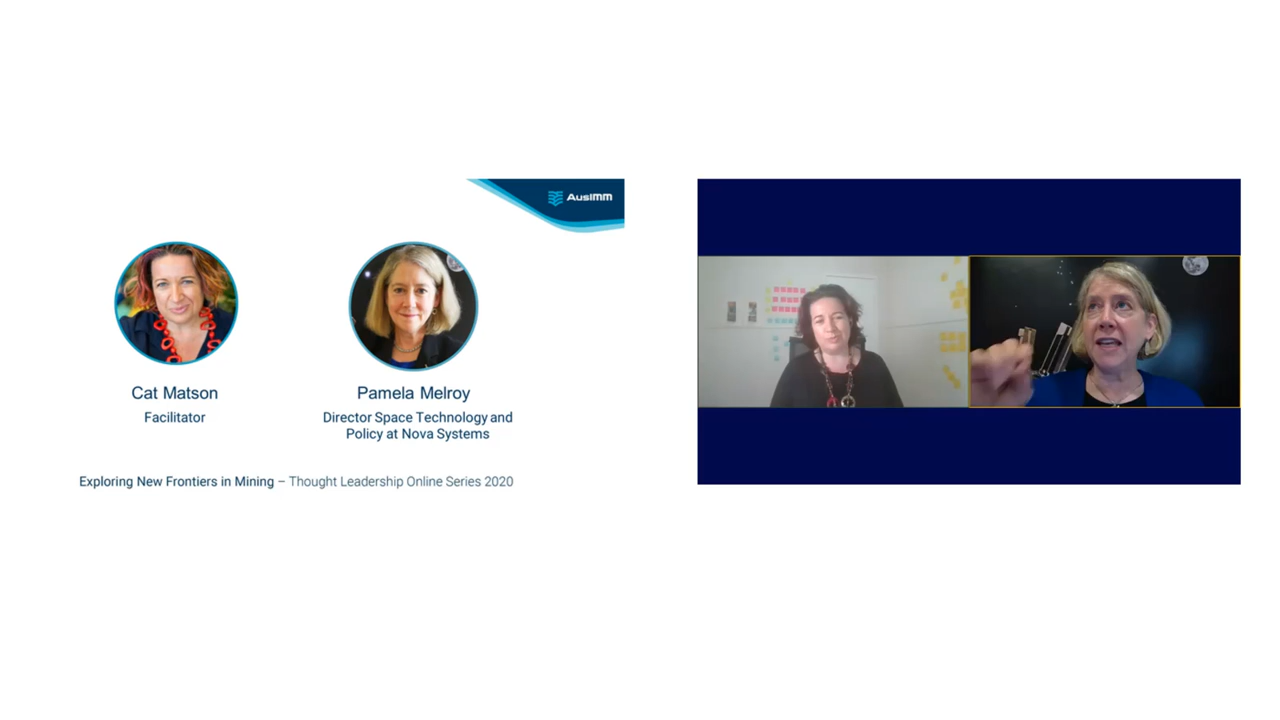 AusIMM
Cat Matson
Facilitator
Pamela Melroy
Director Space Technology and
Policy at Nova Systems
Exploring New Frontiers in Mining – Thought Leadership Online Series 2020